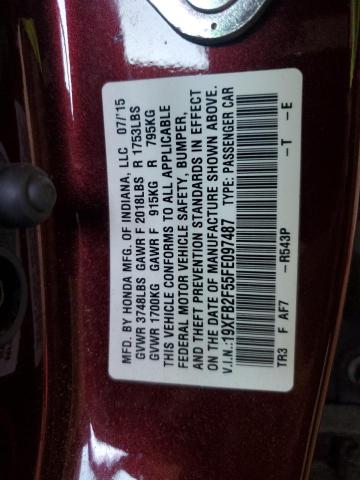 MFD. BY HONDA MFG. OF INDIANA, LLC 07/'15
GVWR 3748LBS GAWR F 2018LBS R 1753LBS
GVWR 1700KG GAWR F 915KG R 795KG
THIS VEHICLE CONFORMS TO ALL APPLICABLE
FEDERAL MOTOR VEHICLE SAFETY, BUMPER,
AND THEFT PREVENTION STANDARDS IN EFFECT
ON THE DATE OF MANUFACTURE SHOWN ABOVE.
V.I.N.:19XFB2F55FE097487 TYPE: PASSENGER CAR
TR3 F AF7 -R543P -T -E